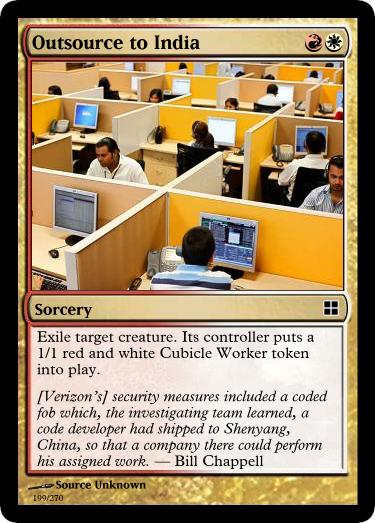 Outsource to India
Sorcery
Exile target creature. Its controller puts a
1/1 red and white Cubicle Worker token
into play.
[Verizon's] security measures included a coded
fob which, the investigating team learned, a
code developer had shipped to Shenyang,
China, so that a company there could perform
his assigned work. — Bill Chappell
Source Unknown
199/270